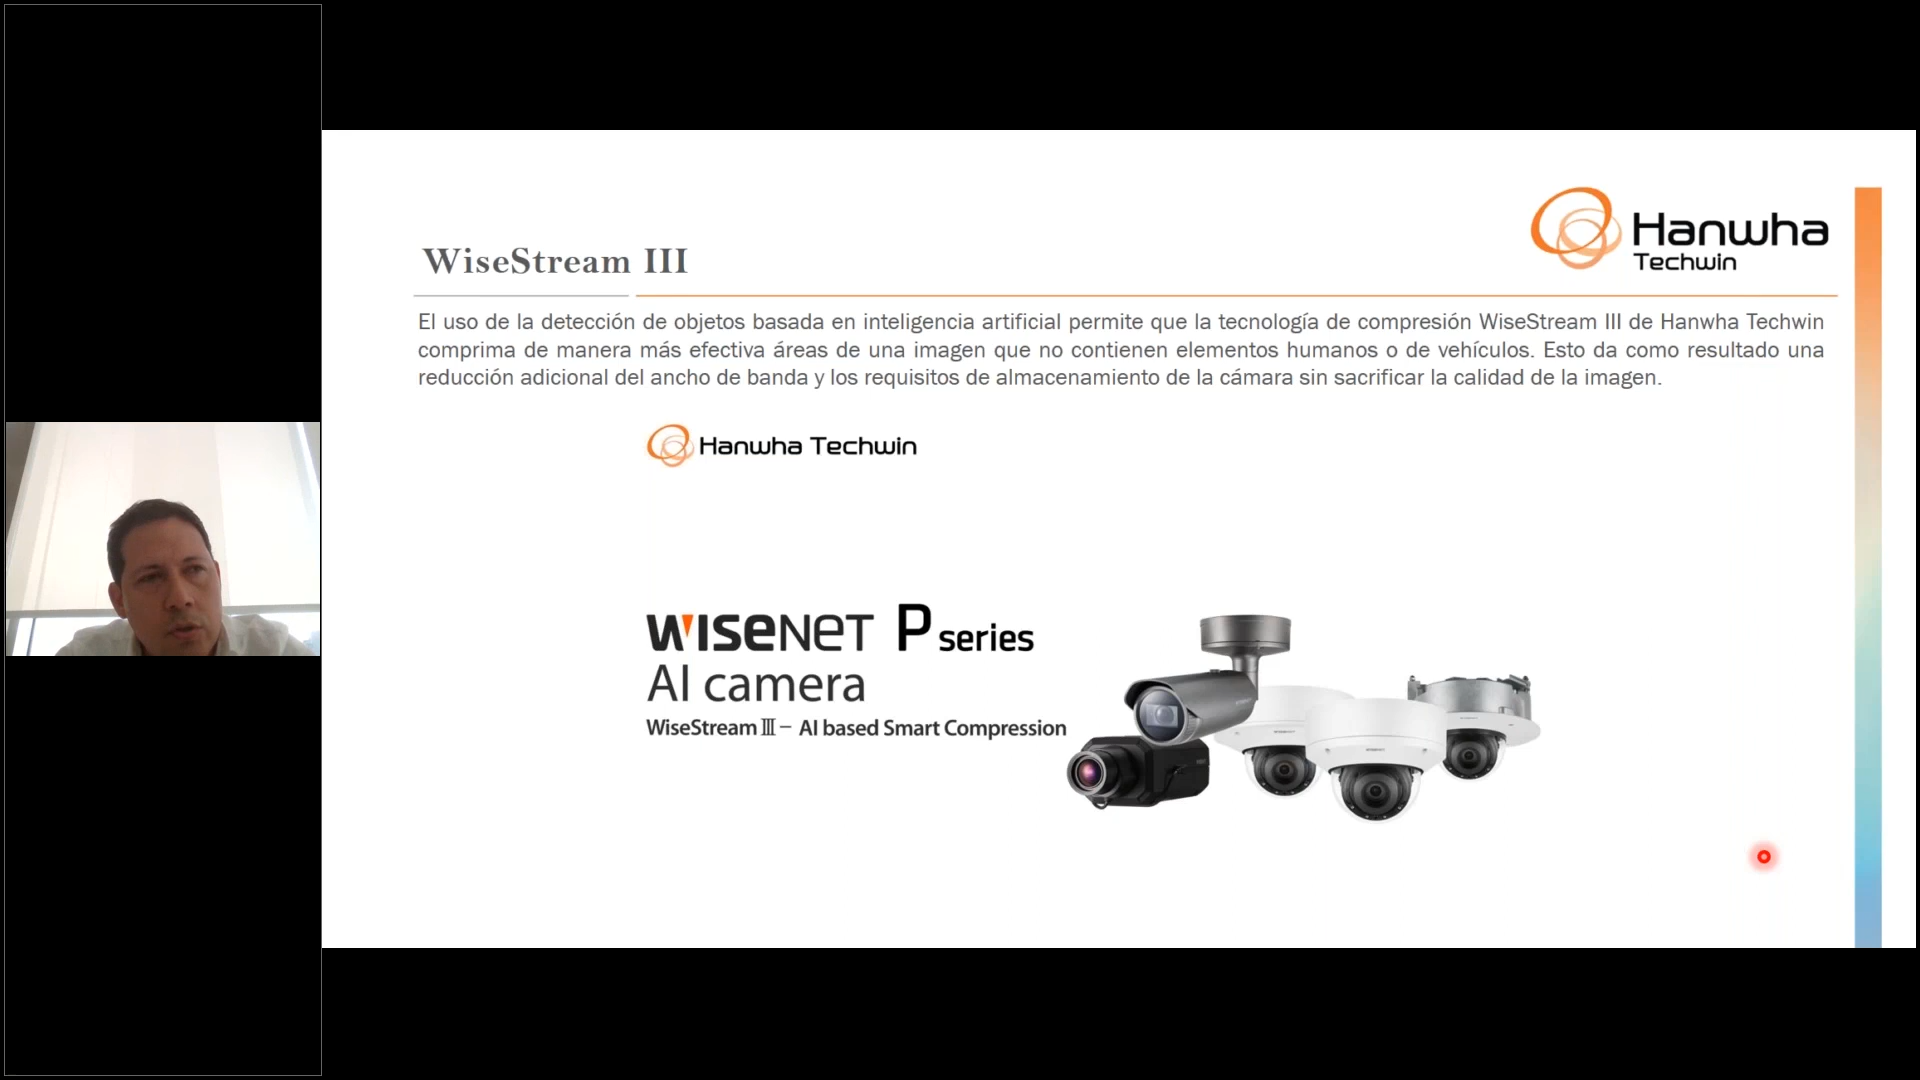 Hanwha
Techwin
WiseStream III
El uso de la detección de objetos basada en inteligencia artificial permite que la tecnología de compresión WiseStream III de Hanwha Techwin
comprima de manera más efectiva áreas de una imagen que no contienen elementos humanos o de vehículos. Esto da como resultado una
reducción adicional del ancho de banda y los requisitos de almacenamiento de la cámara sin sacrificar la calidad de la imagen.
Hanwha Techwin
WISENET P series
AI camera
WiseStream Ⅲ – AI based Smart Compression
WISENET
WISENET